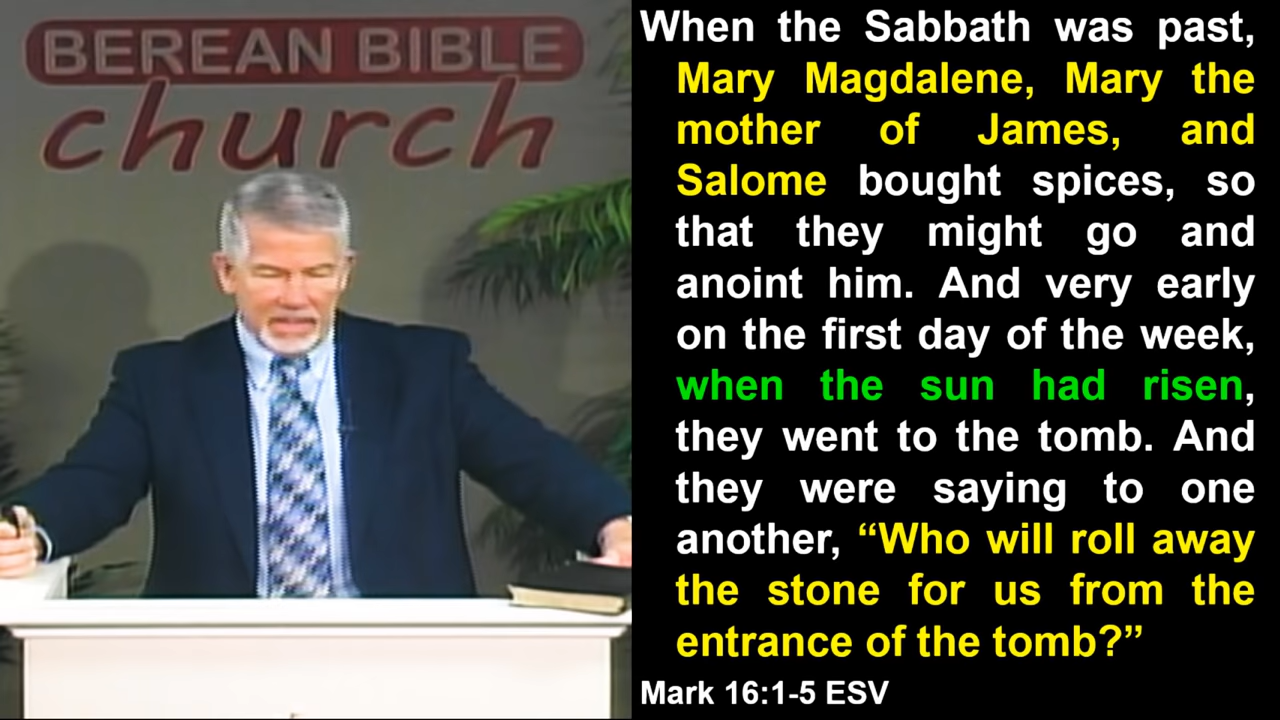 BEREAN BIBLE
church
When the Sabbath was past,
Mary Magdalene, Mary the
mother of James, and
Salome bought spices, so
that they might go and
anoint him. And very early
on the first day of the week,
when the sun had risen,
they went to the tomb. And
they were saying to one
another, “Who will roll away
the stone for us from the
entrance of the tomb?”
Mark 16:1-5 ESV